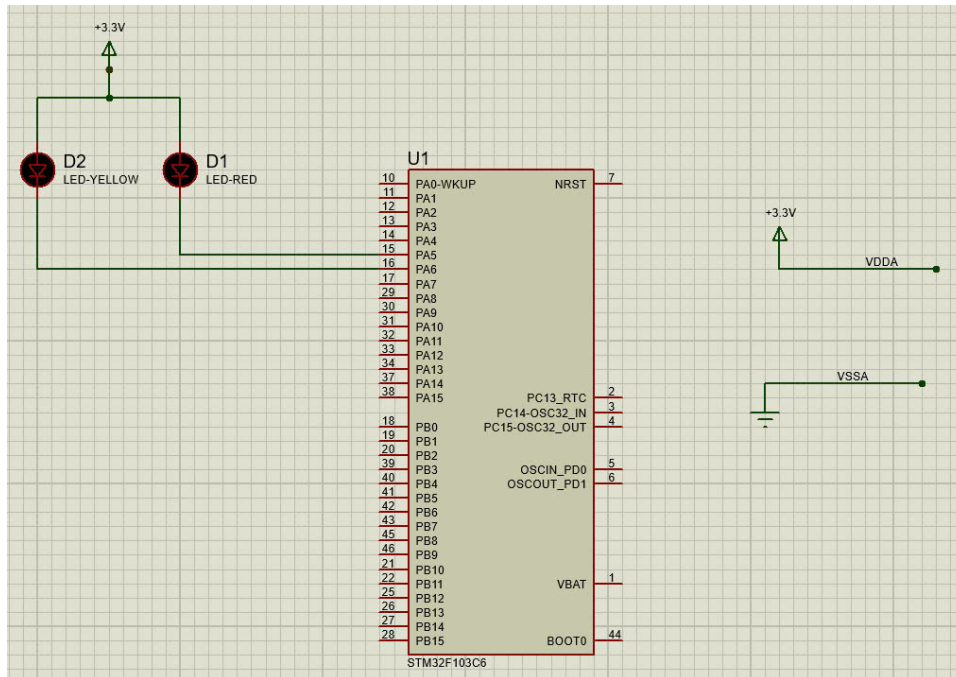 +3.3V
D2
LED-YELLOW
D1
LED-RED
U1
10 PA0-WKUP
11 PA1
12 PA2
13 PA3
14 PA4
15 PA5
16 PA6
17 PA7
29 PA8
30 PA9
31 PA10
32 PA11
33 PA12
34 PA13
37 PA14
38 PA15
18 PB0
19 PB1
20 PB2
39 PB3
40 PB4
41 PB5
42 PB6
43 PB7
45 PB8
46 PB9
21 PB10
22 PB11
25 PB12
26 PB13
27 PB14
28 PB15
NRST 7
PC13_RTC 2
PC14-OSC32_IN 3
PC15-OSC32_OUT 4
OSCIN_PD0 5
OSCOUT_PD1 6
VBAT 1
BOOT0 44
STM32F103C6
+3.3V
VDDA
VSSA